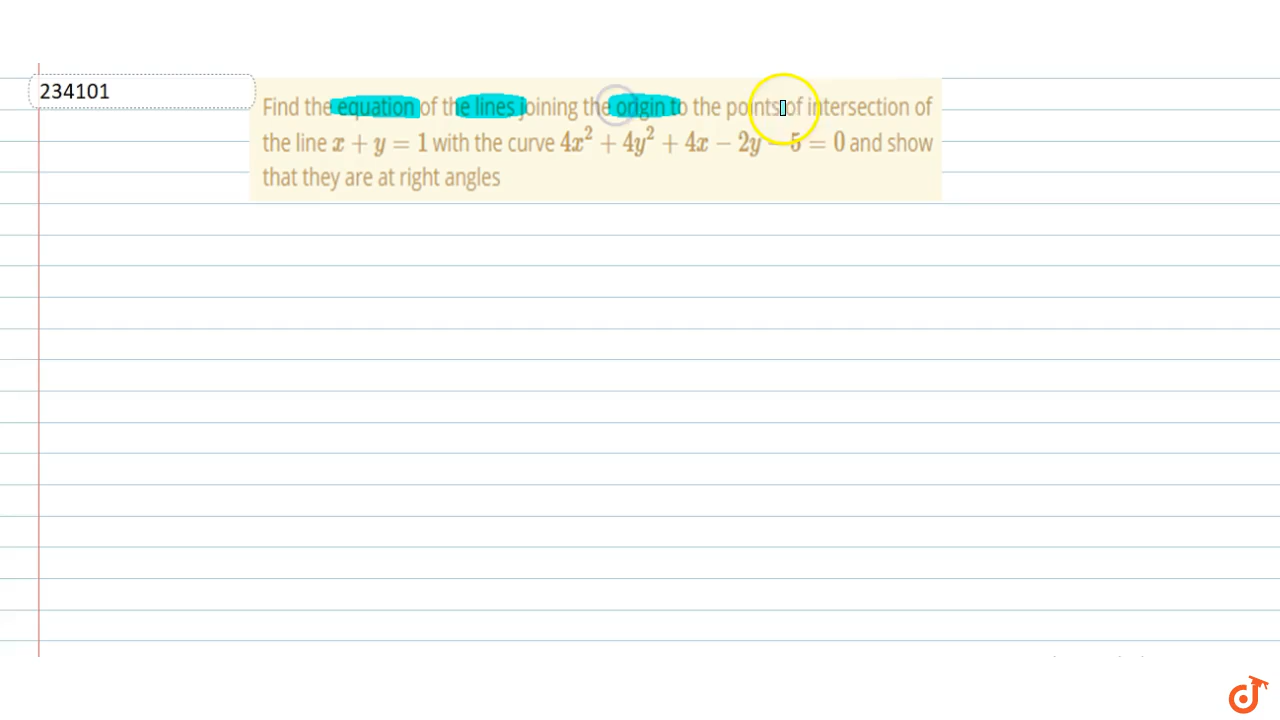 234101
Find the equation of the lines joining the origin to the points of intersection of
the line x + y = 1 with the curve 4x² + 4y² + 4x − 2y − 5 = 0 and show
that they are at right angles